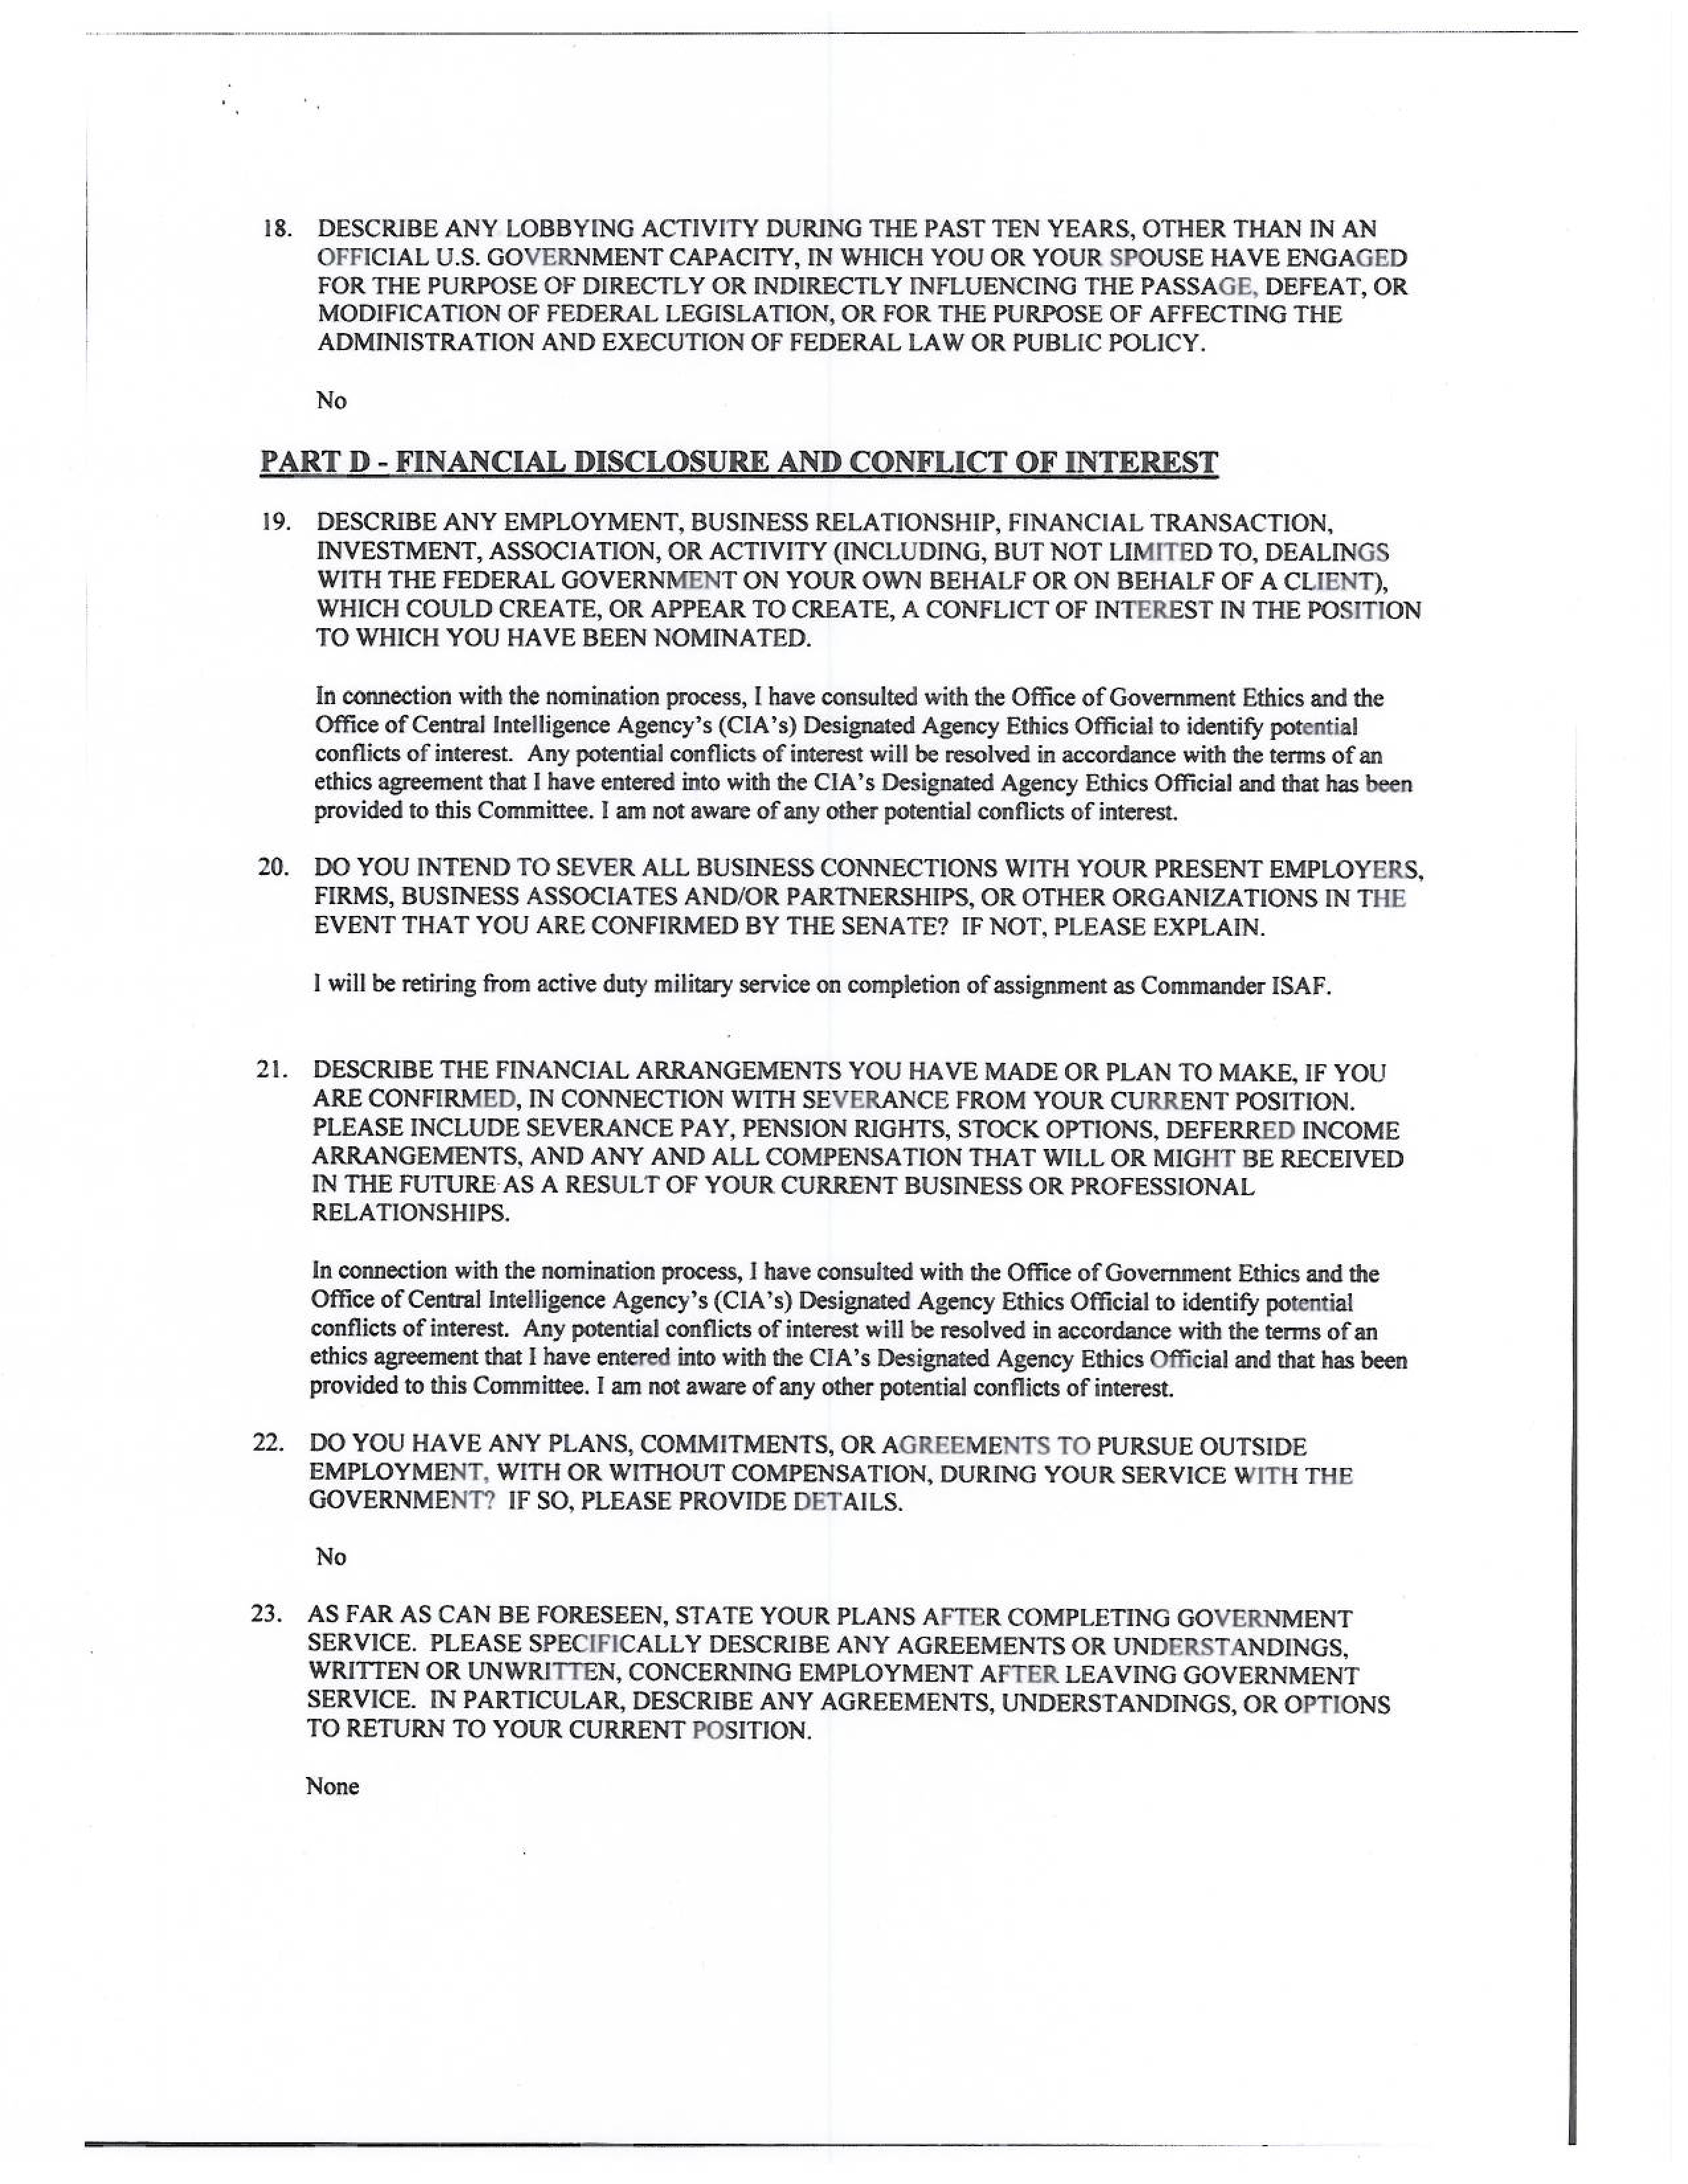 18. DESCRIBE ANY LOBBYING ACTIVITY DURING THE PAST TEN YEARS, OTHER THAN IN AN
OFFICIAL U.S. GOVERNMENT CAPACITY, IN WHICH YOU OR YOUR SPOUSE HAVE ENGAGED
FOR THE PURPOSE OF DIRECTLY OR INDIRECTLY INFLUENCING THE PASSAGE, DEFEAT, OR
MODIFICATION OF FEDERAL LEGISLATION, OR FOR THE PURPOSE OF AFFECTING THE
ADMINISTRATION AND EXECUTION OF FEDERAL LAW OR PUBLIC POLICY.
No
PART D - FINANCIAL DISCLOSURE AND CONFLICT OF INTEREST
19. DESCRIBE ANY EMPLOYMENT, BUSINESS RELATIONSHIP, FINANCIAL TRANSACTION,
INVESTMENT, ASSOCIATION, OR ACTIVITY (INCLUDING, BUT NOT LIMITED TO, DEALINGS
WITH THE FEDERAL GOVERNMENT ON YOUR OWN BEHALF OR ON BEHALF OF A CLIENT),
WHICH COULD CREATE, OR APPEAR TO CREATE, A CONFLICT OF INTEREST IN THE POSITION
TO WHICH YOU HAVE BEEN NOMINATED.
In connection with the nomination process, I have consulted with the Office of Government Ethics and the
Office of Central Intelligence Agency's (CIA's) Designated Agency Ethics Official to identify potential
conflicts of interest. Any potential conflicts of interest will be resolved in accordance with the terms of an
ethics agreement that I have entered into with the CIA's Designated Agency Ethics Official and that has been
provided to this Committee. I am not aware of any other potential conflicts of interest.
20. DO YOU INTEND TO SEVER ALL BUSINESS CONNECTIONS WITH YOUR PRESENT EMPLOYERS,
FIRMS, BUSINESS ASSOCIATES AND/OR PARTNERSHIPS, OR OTHER ORGANIZATIONS IN THE
EVENT THAT YOU ARE CONFIRMED BY THE SENATE? IF NOT, PLEASE EXPLAIN.
I will be retiring from active duty military service on completion of assignment as Commander ISAF.
21. DESCRIBE THE FINANCIAL ARRANGEMENTS YOU HAVE MADE OR PLAN TO MAKE, IF YOU
ARE CONFIRMED, IN CONNECTION WITH SEVERANCE FROM YOUR CURRENT POSITION.
PLEASE INCLUDE SEVERANCE PAY, PENSION RIGHTS, STOCK OPTIONS, DEFERRED INCOME
ARRANGEMENTS, AND ANY AND ALL COMPENSATION THAT WILL OR MIGHT BE RECEIVED
IN THE FUTURE AS A RESULT OF YOUR CURRENT BUSINESS OR PROFESSIONAL
RELATIONSHIPS.
In connection with the nomination process, I have consulted with the Office of Government Ethics and the
Office of Central Intelligence Agency's (CIA's) Designated Agency Ethics Official to identify potential
conflicts of interest. Any potential conflicts of interest will be resolved in accordance with the terms of an
ethics agreement that I have entered into with the CIA's Designated Agency Ethics Official and that has been
provided to this Committee. I am not aware of any other potential conflicts of interest.
22. DO YOU HAVE ANY PLANS, COMMITMENTS, OR AGREEMENTS TO PURSUE OUTSIDE
EMPLOYMENT, WITH OR WITHOUT COMPENSATION, DURING YOUR SERVICE WITH THE
GOVERNMENT? IF SO, PLEASE PROVIDE DETAILS.
No
23. AS FAR AS CAN BE FORESEEN, STATE YOUR PLANS AFTER COMPLETING GOVERNMENT
SERVICE. PLEASE SPECIFICALLY DESCRIBE ANY AGREEMENTS OR UNDERSTANDINGS,
WRITTEN OR UNWRITTEN, CONCERNING EMPLOYMENT AFTER LEAVING GOVERNMENT
SERVICE. IN PARTICULAR, DESCRIBE ANY AGREEMENTS, UNDERSTANDINGS, OR OPTIONS
TO RETURN TO YOUR CURRENT POSITION.
None